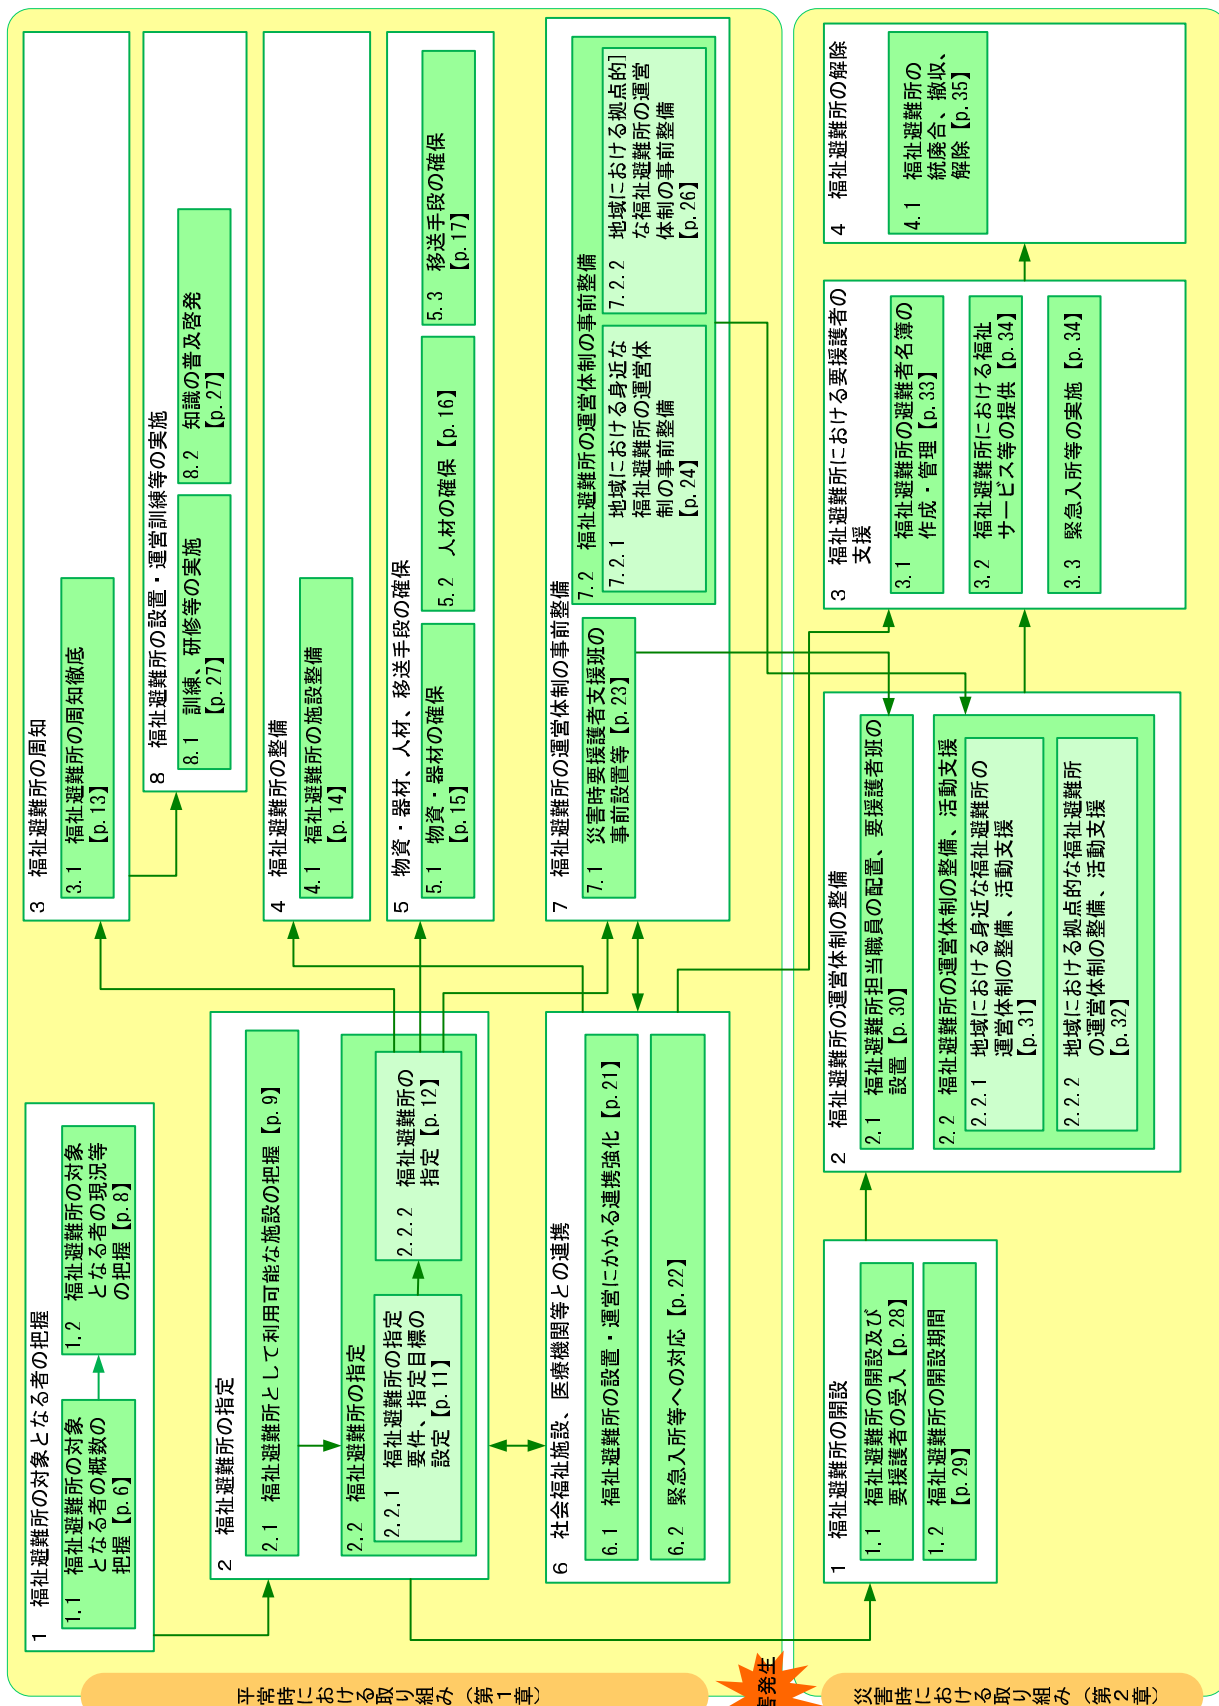 平常時における取り組み（第１章）
1　福祉避難所の対象となる者の把握
1.1　福祉避難所の対象
となる者の概数の
把握【p.6】
1.2　福祉避難所の対象
となる者の現況等
の把握【p.8】
2　福祉避難所の指定
2.1　福祉避難所として利用可能な施設の把握【p.9】
2.2　福祉避難所の指定
2.2.1　福祉避難所の指定
要件、指定目標の
設定【p.11】
2.2.2　福祉避難所の
指定【p.12】
6　社会福祉施設、医療機関等との連携
6.1　福祉避難所の設置・運営にかかる連携強化【p.21】
6.2　緊急入所等への対応【p.22】
3　福祉避難所の周知
3.1　福祉避難所の周知徹底
【p.13】
8　福祉避難所の設置・運営訓練等の実施
8.1　訓練、研修等の実施
【p.27】
8.2　知識の普及啓発
【p.27】
4　福祉避難所の整備
4.1　福祉避難所の施設整備
【p.14】
5　物資・器材、人材、移送手段の確保
5.1　物資・器材の確保
【p.15】
5.2　人材の確保【p.16】
5.3　移送手段の確保
【p.17】
7　福祉避難所の運営体制の事前整備
7.1　災害時要援護者支援班の
事前設置等【p.23】
7.2　福祉避難所の運営体制の事前整備
7.2.1　地域における身近な
福祉避難所の運営体
制の事前整備
【p.24】
7.2.2　地域における拠点的]
な福祉避難所の運営
体制の事前整備
【p.26】
害発生
災害時における取り組み（第２章）
1　福祉避難所の開設
1.1　福祉避難所の開設及び
要援護者の受入【p.28】
1.2　福祉避難所の開設期間
【p.29】
2　福祉避難所の運営体制の整備
2.1　福祉避難所担当職員の配置、要援護者班の
設置【p.30】
2.2　福祉避難所の運営体制の整備、活動支援
2.2.1　地域における身近な福祉避難所の
運営体制の整備、活動支援
【p.31】
2.2.2　地域における拠点的な福祉避難所
の運営体制の整備、活動支援
【p.32】
3　福祉避難所における要援護者の
支援
3.1　福祉避難所の避難者名簿の
作成・管理【p.33】
3.2　福祉避難所における福祉
サービス等の提供【p.34】
3.3　緊急入所等の実施【p.34】
4　福祉避難所の解除
4.1　福祉避難所の
統廃合、撤収、
解除【p.35】